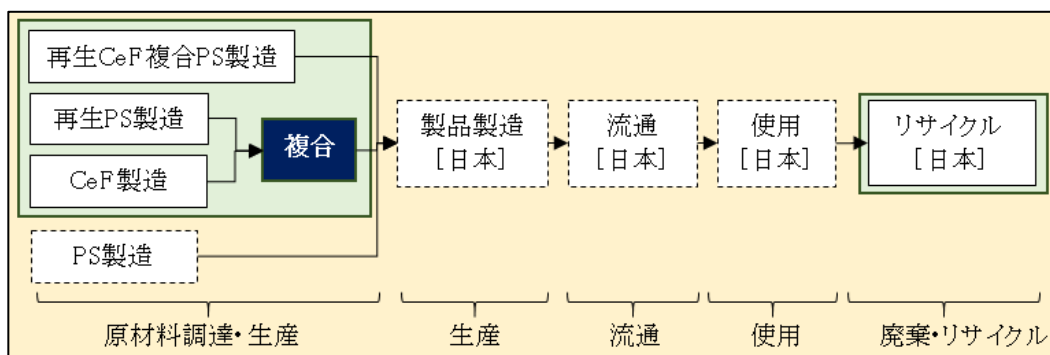 再生CeF複合PS製造
再生PS製造
CeF製造
複合
PS製造
製品製造
[日本]
流通
[日本]
使用
[日本]
リサイクル
[日本]
原材料調達・生産
生産
流通
使用
廃棄・リサイクル